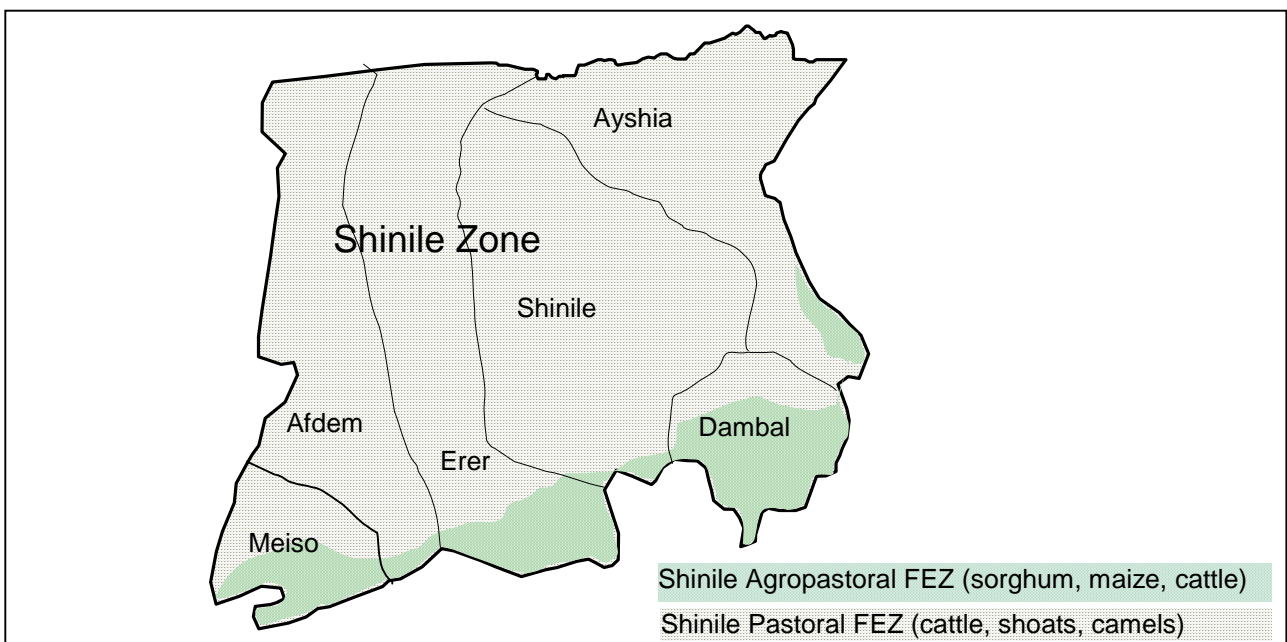 Ayshia
Shinile Zone
Shinile
Afdem
Dambal
Erer
Meiso
Shinile Agropastoral FEZ (sorghum, maize, cattle)
Shinile Pastoral FEZ (cattle, shoats, camels)